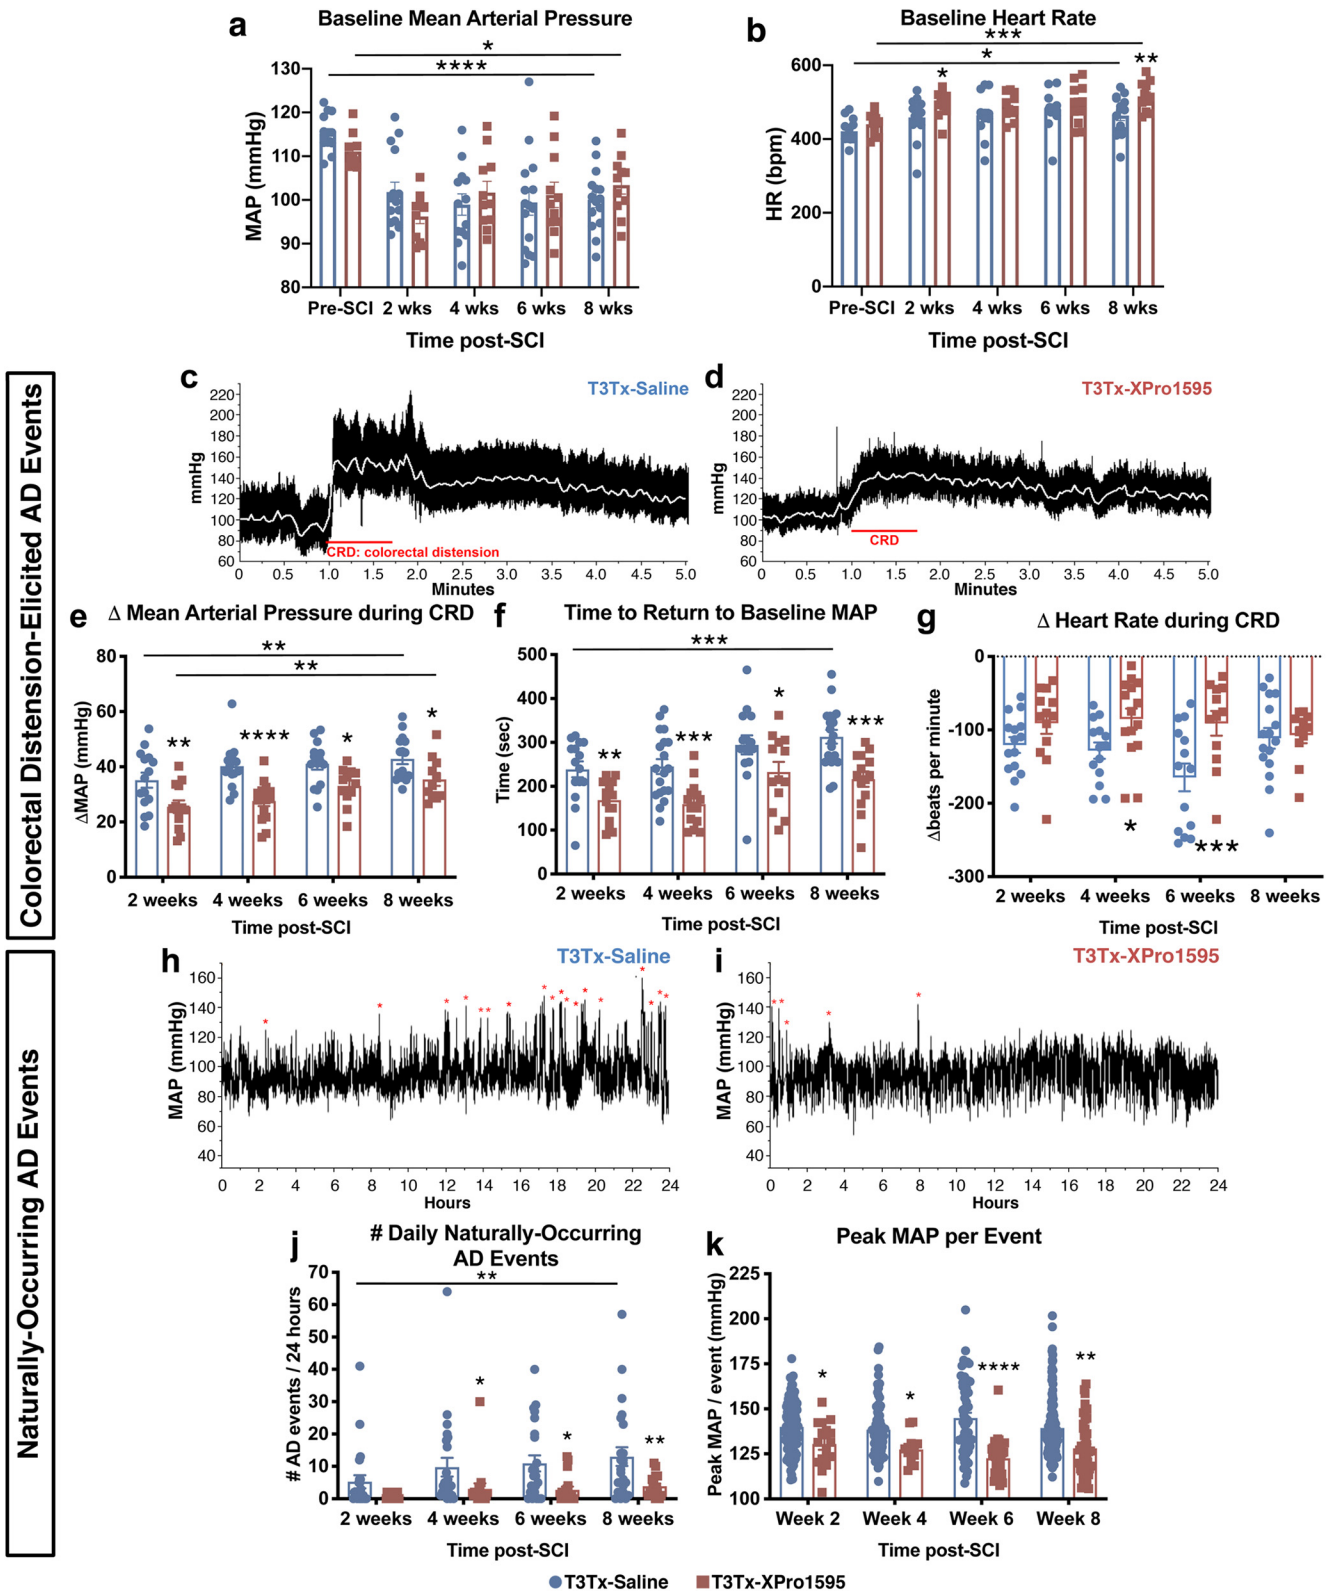 a
Baseline Mean Arterial Pressure
*
****
130
120
110
100
90
80
MAP (mmHg)
Pre-SCI 2 wks 4 wks 6 wks 8 wks
Time post-SCI
b
Baseline Heart Rate
***
*
*
**
600
400
200
0
HR (bpm)
Pre-SCI 2 wks 4 wks 6 wks 8 wks
Time post-SCI
Colorectal Distension-Elicited AD Events
c
T3Tx-Saline
220
200
180
160
140
120
100
80
60
mmHg
CRD: colorectal distension
0 0.5 1.0 1.5 2.0 2.5 3.0 3.5 4.0 4.5 5.0
Minutes
d
T3Tx-XPro1595
220
200
180
160
140
120
100
80
60
mmHg
CRD
0 0.5 1.0 1.5 2.0 2.5 3.0 3.5 4.0 4.5 5.0
Minutes
e
Δ Mean Arterial Pressure during CRD
**
**
80
60
40
20
0
ΔMAP (mmHg)
** **** * *
2 weeks 4 weeks 6 weeks 8 weeks
Time post-SCI
f
Time to Return to Baseline MAP
***
500
400
300
200
100
0
Time (sec)
** *** * ***
2 weeks 4 weeks 6 weeks 8 weeks
Time post-SCI
g
Δ Heart Rate during CRD
0
-100
-200
-300
Δbeats per minute
* ***
2 weeks 4 weeks 6 weeks 8 weeks
Time post-SCI
Naturally-Occurring AD Events
h
T3Tx-Saline
160
140
120
100
80
60
40
MAP (mmHg)
* * * * * * * * * * * * * * * * * * *
0 2 4 6 8 10 12 14 16 18 20 22 24
Hours
i
T3Tx-XPro1595
160
140
120
100
80
60
40
MAP (mmHg)
* * * * *
0 2 4 6 8 10 12 14 16 18 20 22 24
Hours
j
# Daily Naturally-Occurring
AD Events
**
70
60
50
40
30
20
10
0
# AD events / 24 hours
* * **
2 weeks 4 weeks 6 weeks 8 weeks
Time post-SCI
k
Peak MAP per Event
225
200
175
150
125
100
Peak MAP / event (mmHg)
* * **** **
Week 2 Week 4 Week 6 Week 8
Time post-SCI
T3Tx-Saline T3Tx-XPro1595